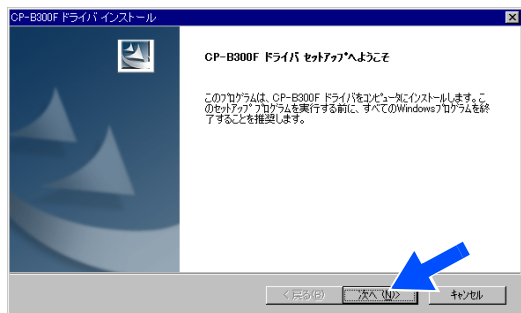 CP-B300F ドライバ インストール
CP-B300F ドライバ セットアップへようこそ
このプログラムは、CP-B300F ドライバをコンピュータにインストールします。こ
のセットアップ プログラムを実行する前に、すべてのWindowsプログラムを終
了することを推奨します。
< 戻る(B)
次へ (N)>
キャンセル